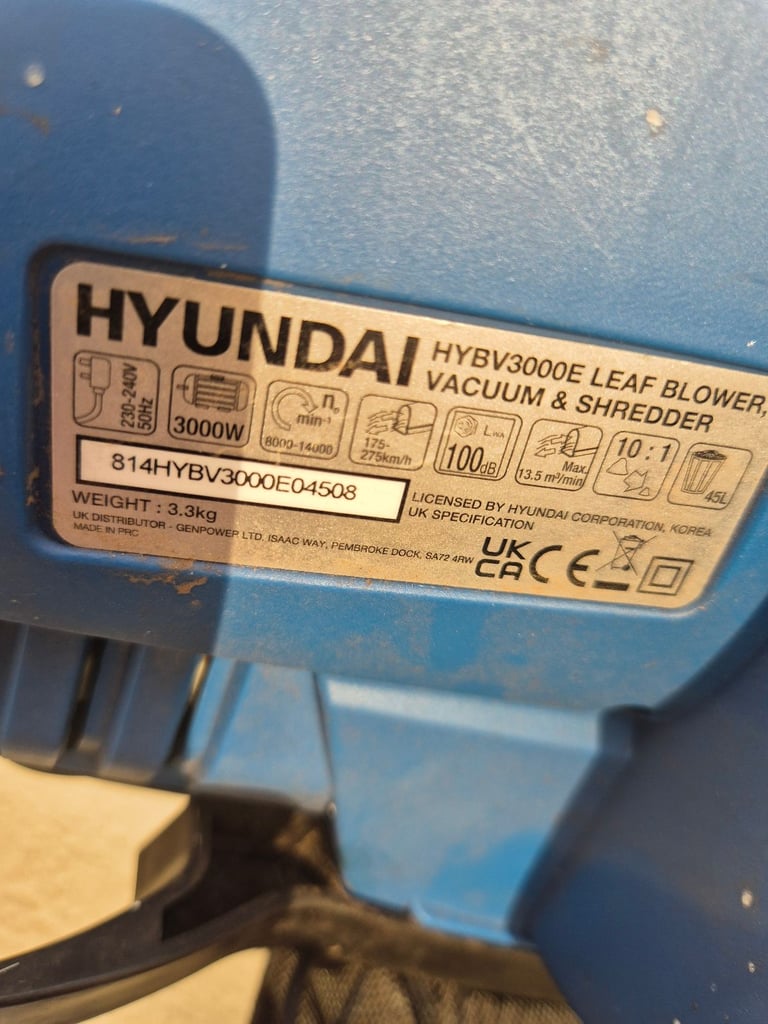 HYUNDAI
HYBV3000E LEAF BLOWER,
VACUUM & SHREDDER
230-240V
50Hz
3000W
n₀
min⁻¹
8000-14000
175-
275km/h
LWA
100dB
Max.
13.5 m³/min
10 : 1
45L
814HYBV3000E04508
WEIGHT : 3.3kg
LICENSED BY HYUNDAI CORPORATION, KOREA
UK SPECIFICATION
UK DISTRIBUTOR - GENPOWER LTD, ISAAC WAY, PEMBROKE DOCK, SA72 4RW
MADE IN PRC
UK
CA
CE